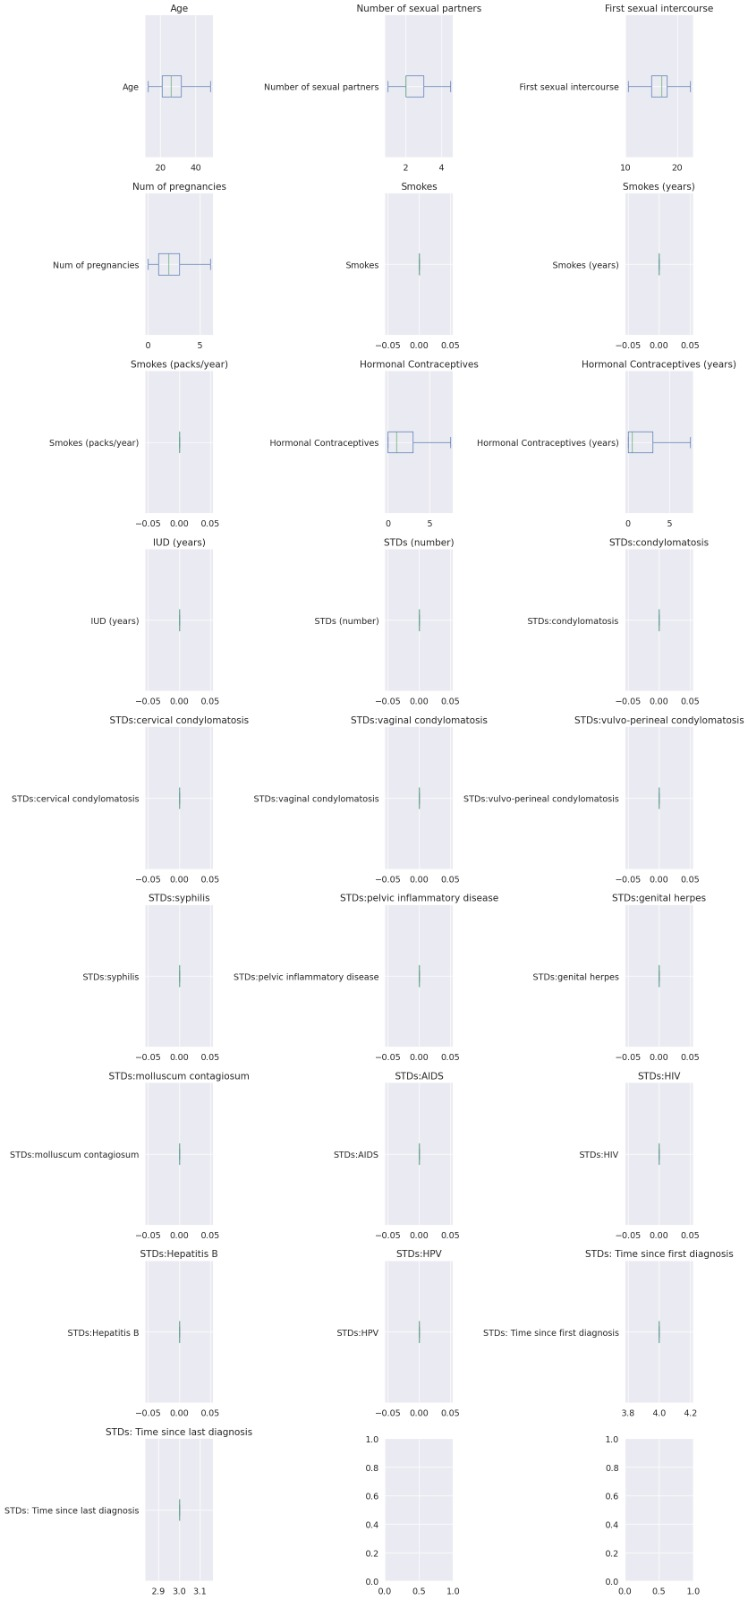 Age Number of sexual partners First sexual intercourse
Age Number of sexual partners First sexual intercourse
20 40 2 4 10 20
Num of pregnancies Smokes Smokes (years)
Num of pregnancies Smokes Smokes (years)
0 5 −0.05 0.00 0.05 −0.05 0.00 0.05
Smokes (packs/year) Hormonal Contraceptives Hormonal Contraceptives (years)
Smokes (packs/year) Hormonal Contraceptives Hormonal Contraceptives (years)
−0.05 0.00 0.05 0 5 0 5
IUD (years) STDs (number) STDs:condylomatosis
IUD (years) STDs (number) STDs:condylomatosis
−0.05 0.00 0.05 −0.05 0.00 0.05 −0.05 0.00 0.05
STDs:cervical condylomatosis STDs:vaginal condylomatosis STDs:vulvo-perineal condylomatosis
STDs:cervical condylomatosis STDs:vaginal condylomatosis STDs:vulvo-perineal condylomatosis
−0.05 0.00 0.05 −0.05 0.00 0.05 −0.05 0.00 0.05
STDs:syphilis STDs:pelvic inflammatory disease STDs:genital herpes
STDs:syphilis STDs:pelvic inflammatory disease STDs:genital herpes
−0.05 0.00 0.05 −0.05 0.00 0.05 −0.05 0.00 0.05
STDs:molluscum contagiosum STDs:AIDS STDs:HIV
STDs:molluscum contagiosum STDs:AIDS STDs:HIV
−0.05 0.00 0.05 −0.05 0.00 0.05 −0.05 0.00 0.05
STDs:Hepatitis B STDs:HPV STDs: Time since first diagnosis
STDs:Hepatitis B STDs:HPV STDs: Time since first diagnosis
−0.05 0.00 0.05 −0.05 0.00 0.05 3.8 4.0 4.2
STDs: Time since last diagnosis
1.0 1.0
0.8 0.8
0.6 0.6
STDs: Time since last diagnosis
0.4 0.4
0.2 0.2
0.0 0.0
2.9 3.0 3.1 0.0 0.5 1.0 0.0 0.5 1.0